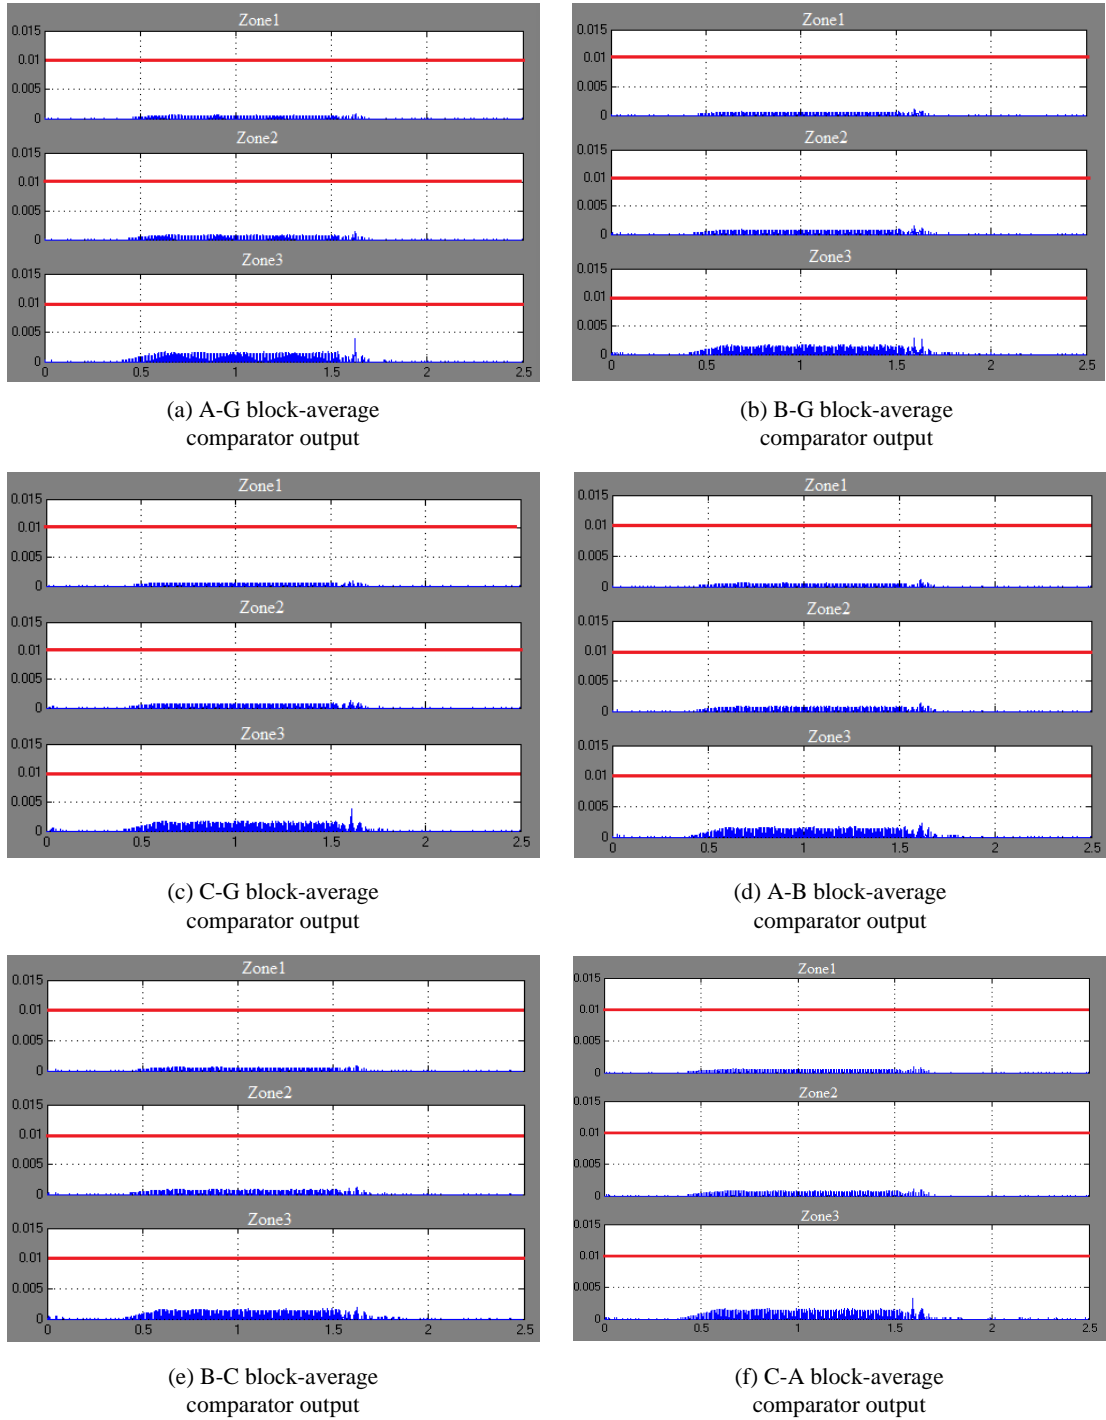 Zone1
0.015
0.01
0.005
0
Zone2
0.015
0.01
0.005
0
Zone3
0.015
0.01
0.005
0
0 0.5 1 1.5 2 2.5
(a) A-G block-average
comparator output
Zone1
0.015
0.01
0.005
0
Zone2
0.015
0.01
0.005
0
Zone3
0.015
0.01
0.005
0
0 0.5 1 1.5 2 2.5
(b) B-G block-average
comparator output
Zone1
0.015
0.01
0.005
0
Zone2
0.015
0.01
0.005
0
Zone3
0.015
0.01
0.005
0
0 0.5 1 1.5 2 2.5
(c) C-G block-average
comparator output
Zone1
0.015
0.01
0.005
0
Zone2
0.015
0.01
0.005
0
Zone3
0.015
0.01
0.005
0
0 0.5 1 1.5 2 2.5
(d) A-B block-average
comparator output
Zone1
0.015
0.01
0.005
0
Zone2
0.015
0.01
0.005
0
Zone3
0.015
0.01
0.005
0
0 0.5 1 1.5 2 2.5
(e) B-C block-average
comparator output
Zone1
0.015
0.01
0.005
0
Zone2
0.015
0.01
0.005
0
Zone3
0.015
0.01
0.005
0
0 0.5 1 1.5 2 2.5
(f) C-A block-average
comparator output